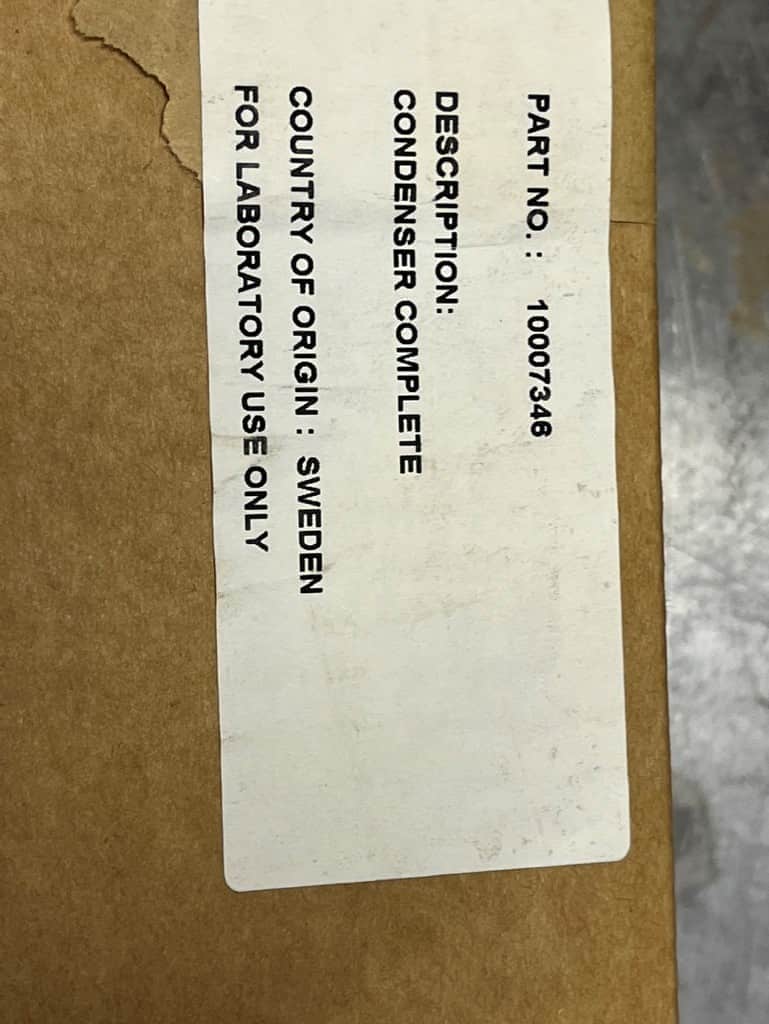 PART NO. : 10007346
DESCRIPTION:
CONDENSER COMPLETE
COUNTRY OF ORIGIN : SWEDEN
FOR LABORATORY USE ONLY